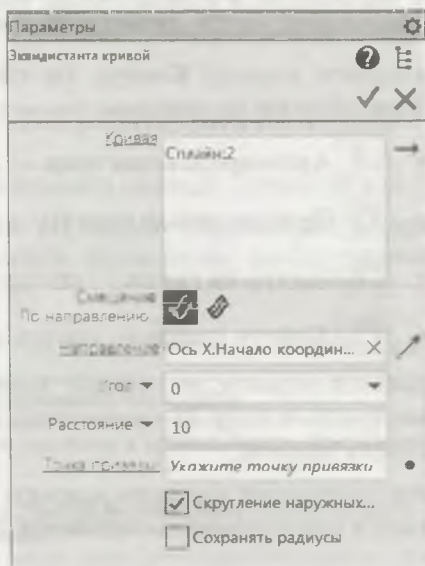 Параметры
Эквидистанта кривой
Кривая
Сплайн:2
Смещение
По направлению
Направление Ось X.Начало координ...
Угол 0
Расстояние 10
Точка привязки Укажите точку привязки
Скругление наружных...
Сохранять радиусы